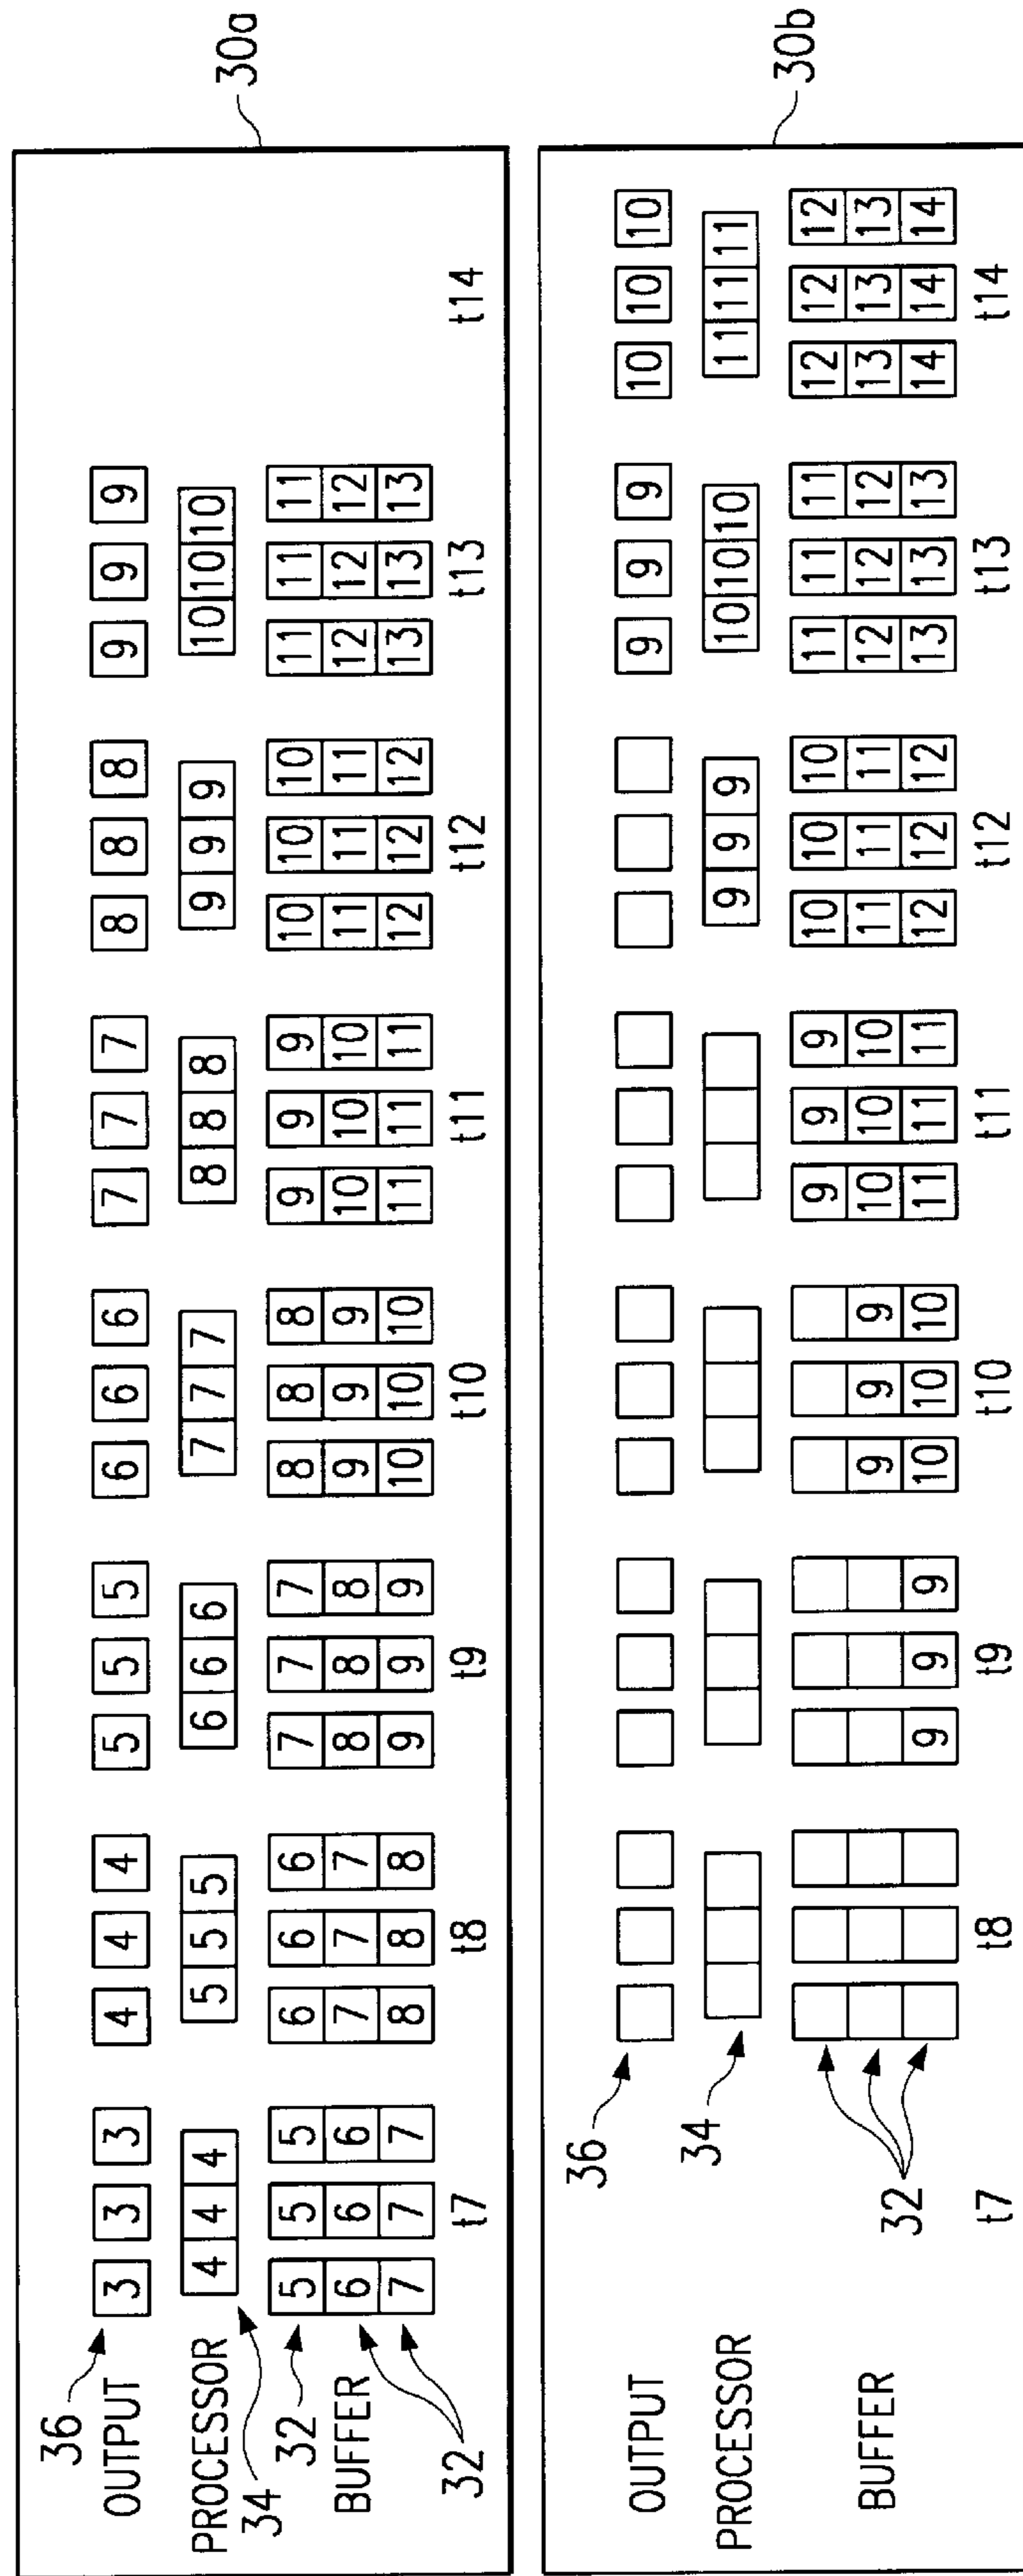 30a
36
OUTPUT 3 3 3 4 4 4 5 5 5 6 6 6 7 7 7 8 8 8 9 9 9
PROCESSOR 4 4 4 5 5 5 6 6 6 7 7 7 8 8 8 9 9 9 10 10 10
34
32
BUFFER
5 5 5 6 6 6 7 7 7 8 8 8 9 9 9 10 10 10 11 11 11
6 6 6 7 7 7 8 8 8 9 9 9 10 10 10 11 11 11 12 12 12
7 7 7 8 8 8 9 9 9 10 10 10 11 11 11 12 12 12 13 13 13
32
t7 t8 t9 t10 t11 t12 t13 t14
30b
36
OUTPUT 9 9 9 10 10 10
34
PROCESSOR 9 9 9 10 10 10 11 11 11
BUFFER
9 9 9 10 10 10 11 11 11 12 12 12
9 9 9 10 10 10 11 11 11 12 12 12 13 13 13
9 9 9 10 10 10 11 11 11 12 12 12 13 13 13 14 14 14
32
t7 t8 t9 t10 t11 t12 t13 t14